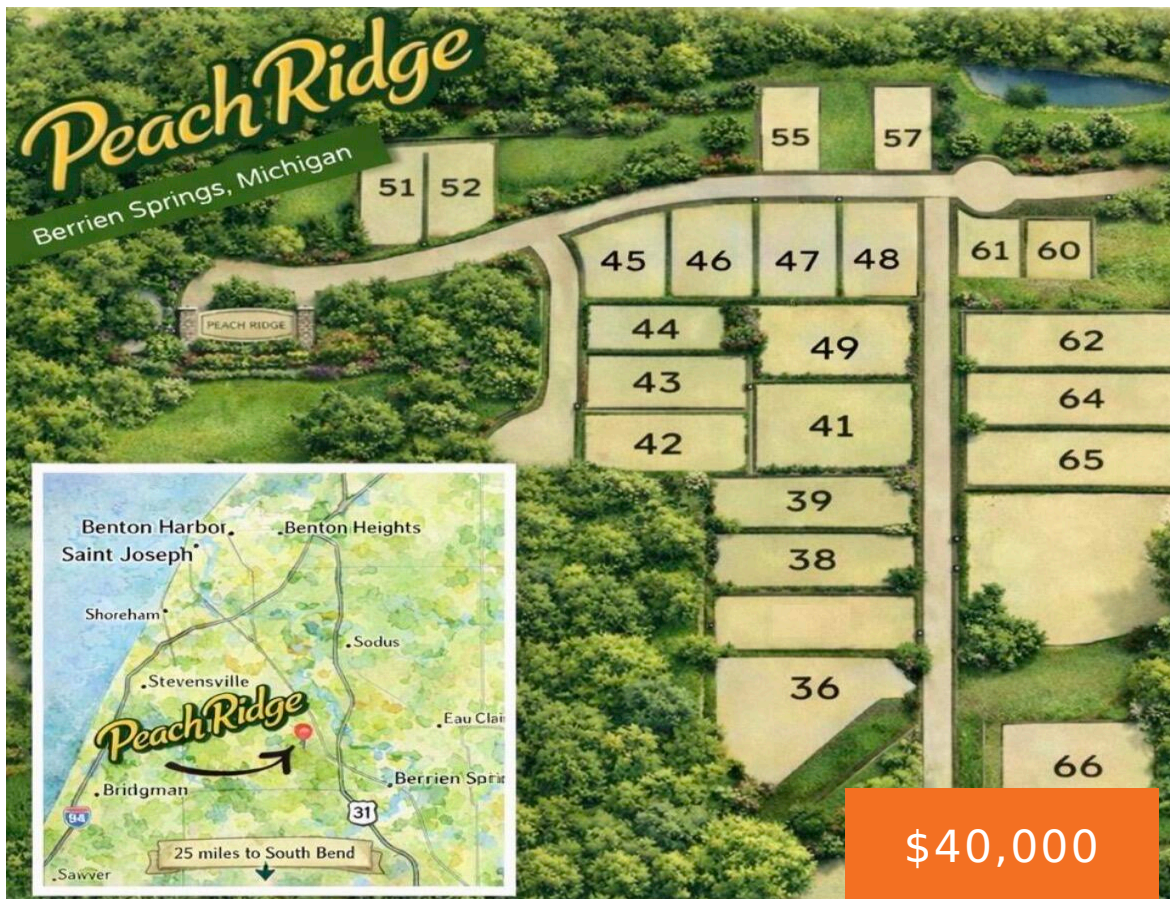 Peach Ridge
Berrien Springs, Michigan
51
52
55
57
45
46
47
48
61
60
PEACH RIDGE
44
49
62
43
64
42
41
65
39
38
36
66
Benton Harbor
Benton Heights
Saint Joseph
Shoreham
Sodus
Stevensville
Peach Ridge
Eau Clai
Berrien Sprin
Bridgman
94
31
25 miles to South Bend
Sawver
$40,000